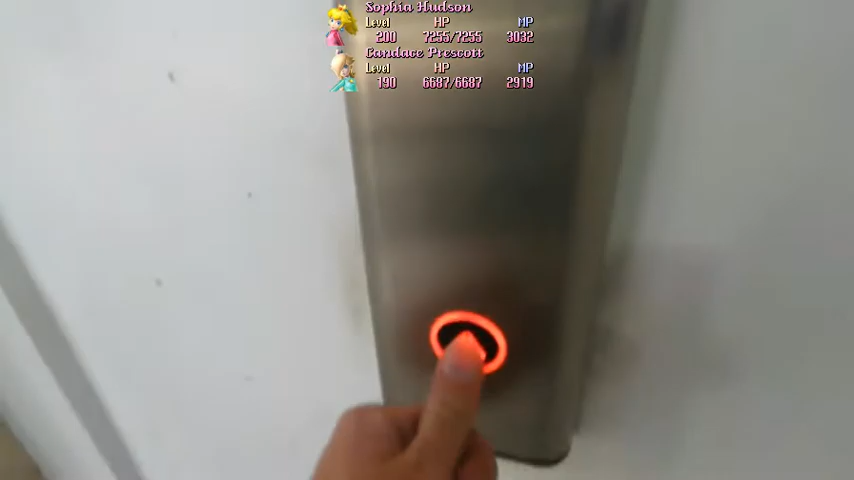 Sophia Hudson
Level HP MP
200 7255/7255 3032
Candace Prescott
Level HP MP
190 6687/6687 2919